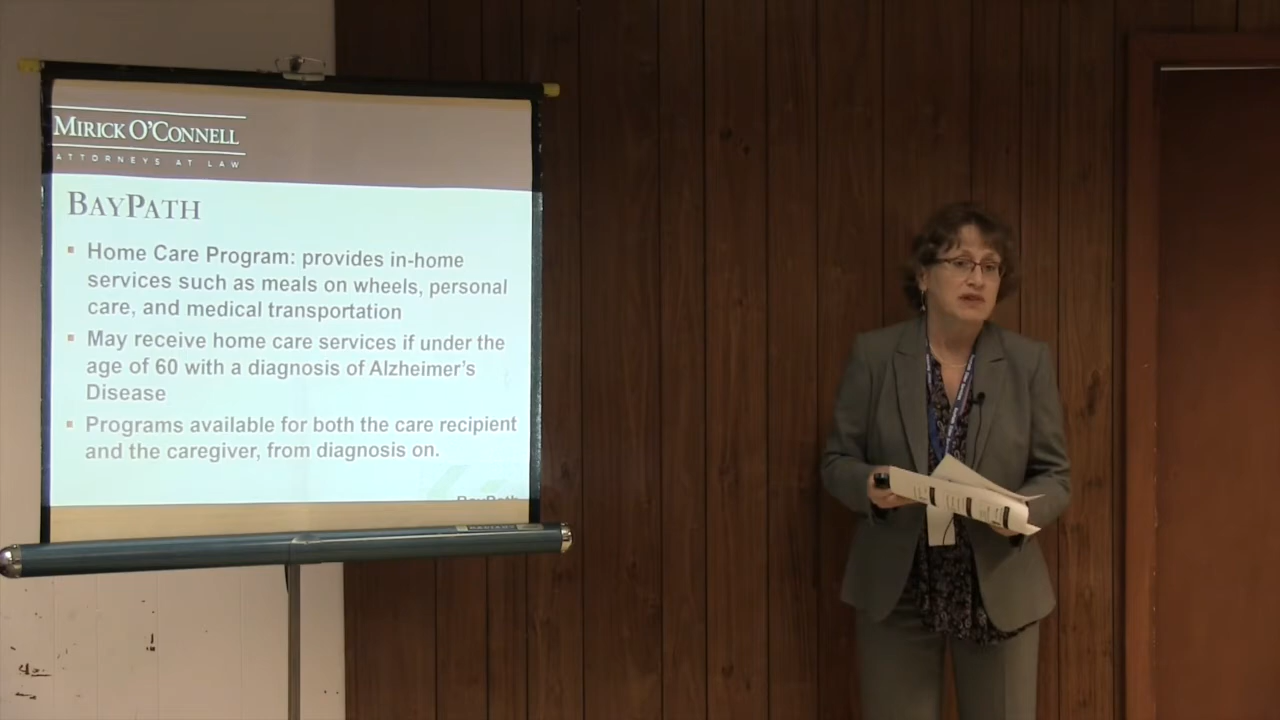 MIRICK O'CONNELL
ATTORNEYS AT LAW
BAYPATH
▪ Home Care Program: provides in-home
services such as meals on wheels, personal
care, and medical transportation
▪ May receive home care services if under the
age of 60 with a diagnosis of Alzheimer's
Disease
▪ Programs available for both the care recipient
and the caregiver, from diagnosis on.
BayPath